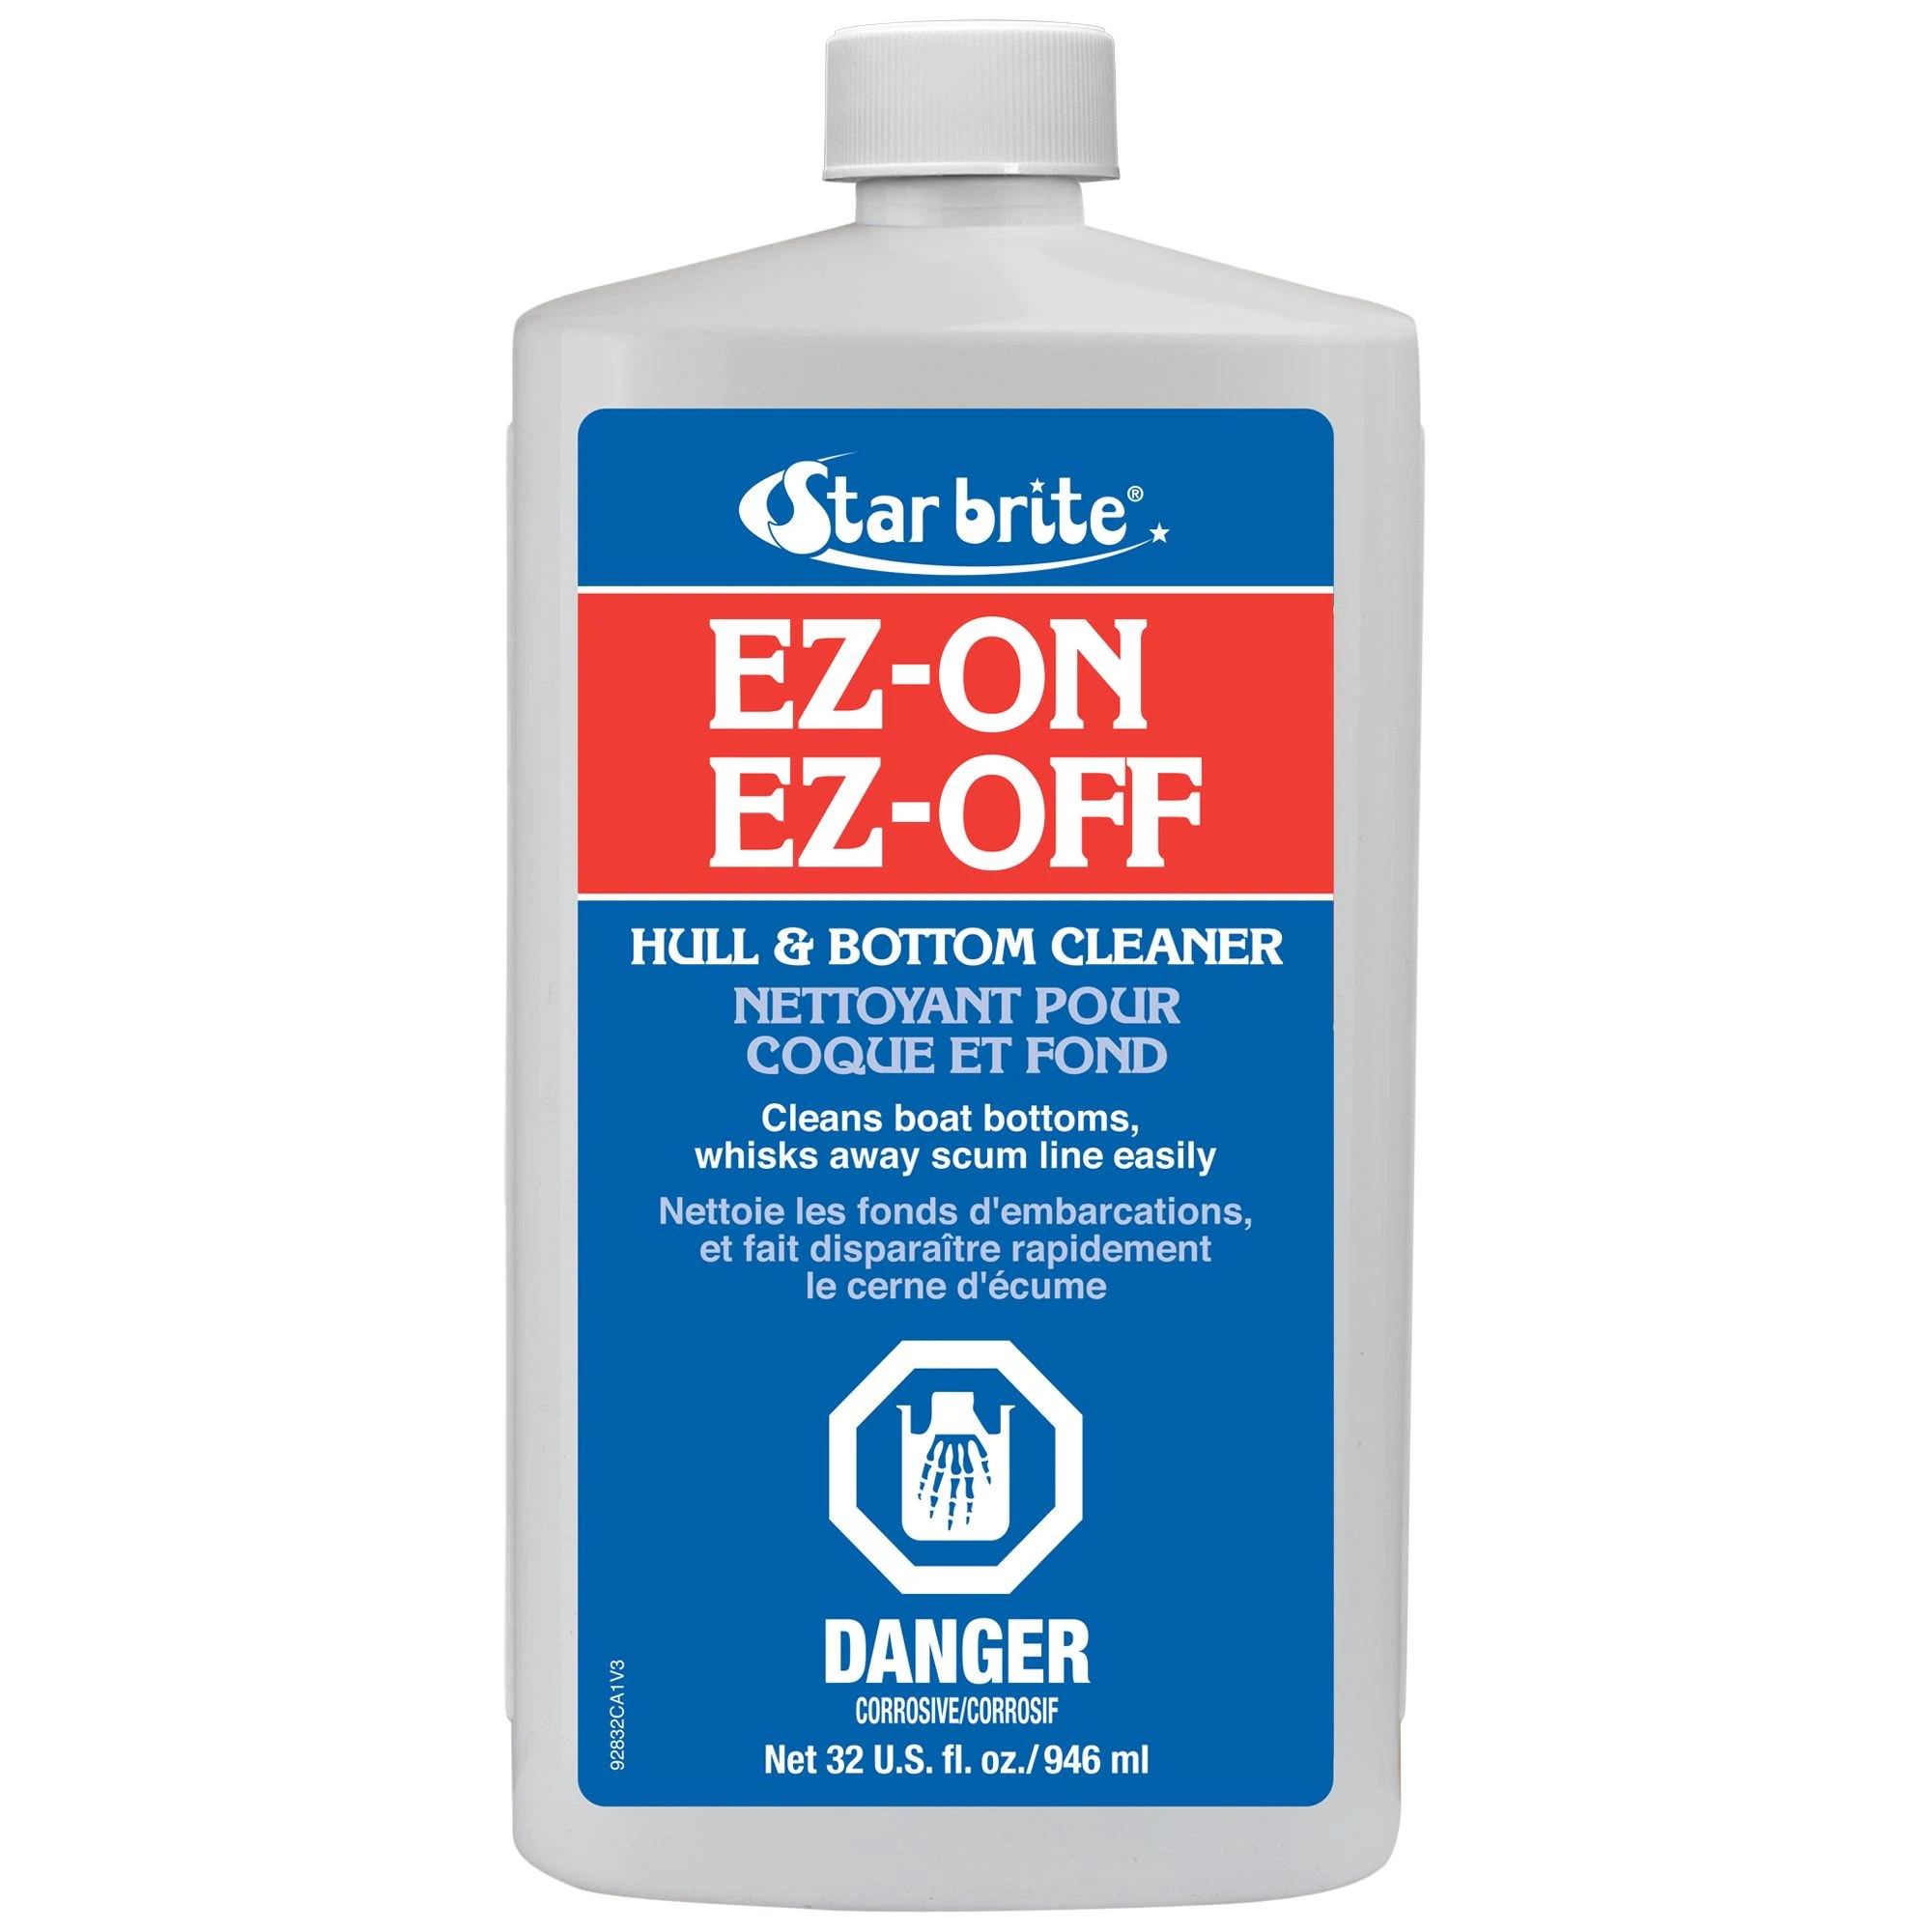 Star brite®
EZ-ON
EZ-OFF
HULL & BOTTOM CLEANER
NETTOYANT POUR
COQUE ET FOND
Cleans boat bottoms,
whisks away scum line easily
Nettoie les fonds d'embarcations,
et fait disparaître rapidement
le cerne d'écume
DANGER
CORROSIVE/CORROSIF
Net 32 U.S. fl. oz./946 ml
92832CA1V3